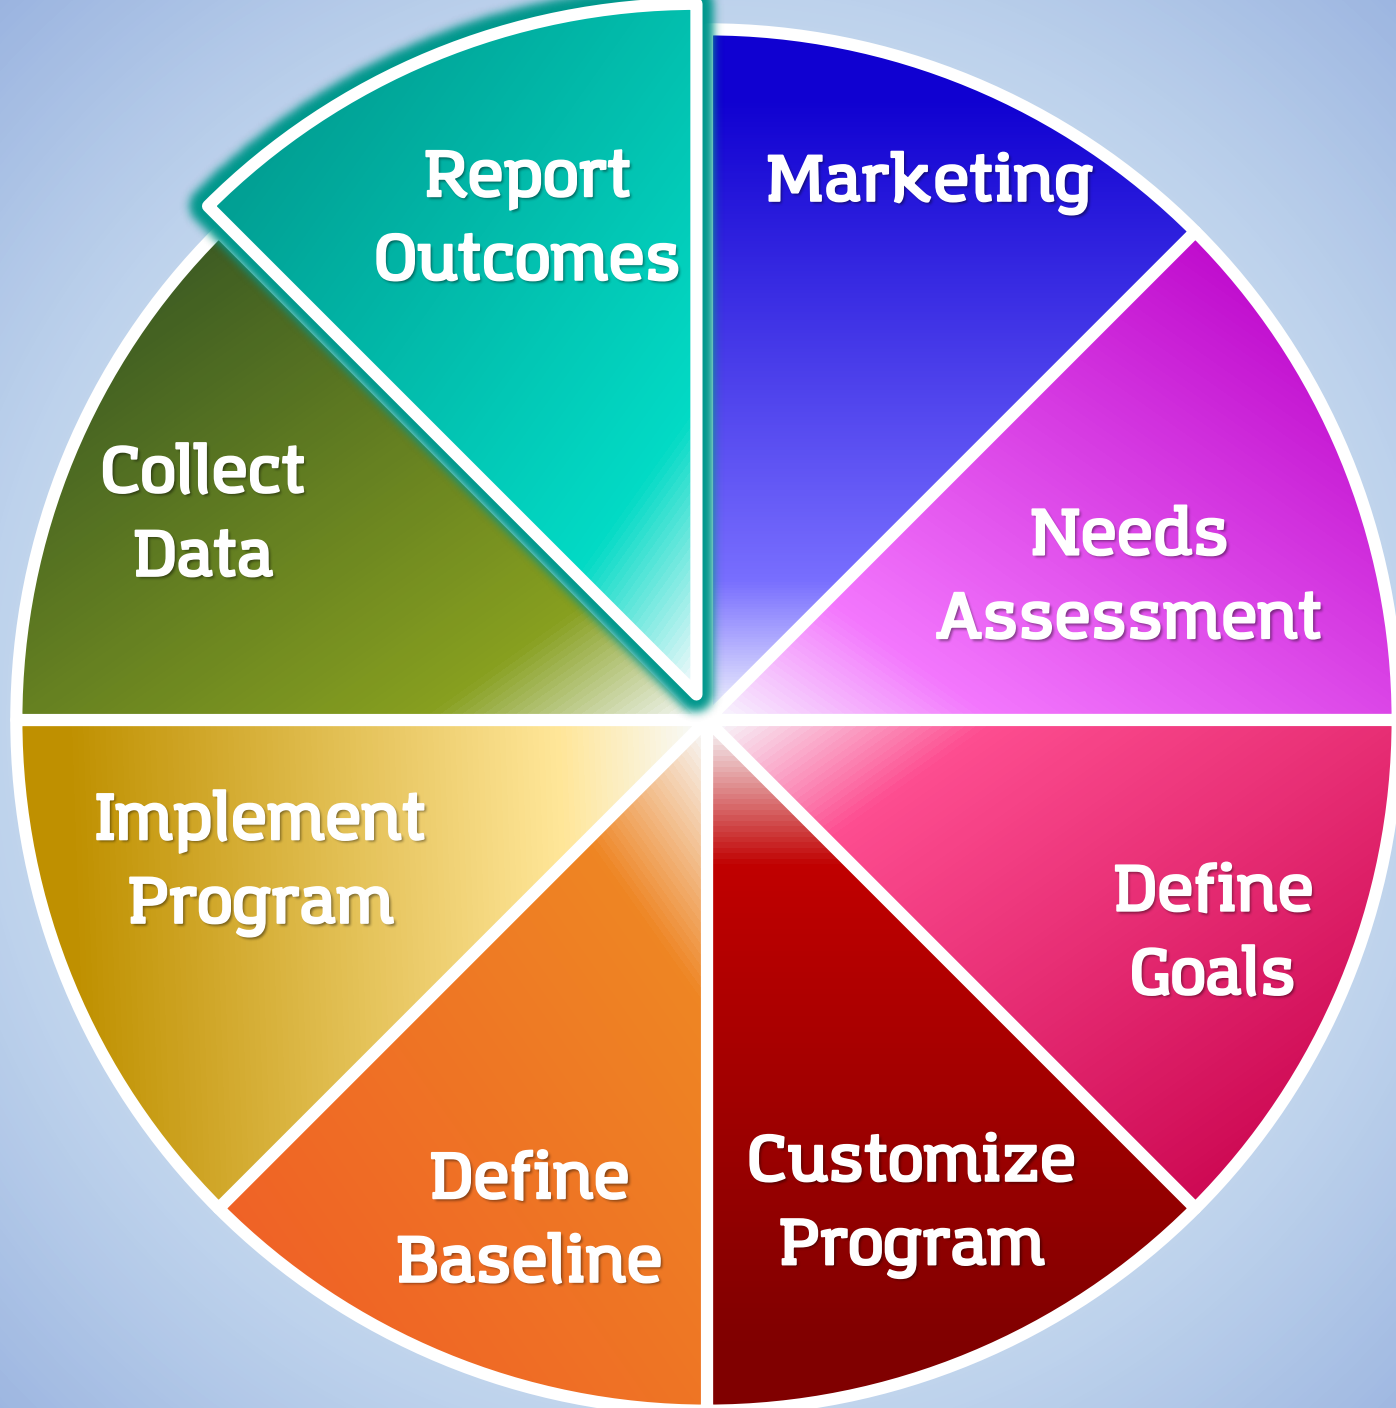 Report
Outcomes
Marketing
Needs
Assessment
Define
Goals
Customize
Program
Define
Baseline
Implement
Program
Collect
Data